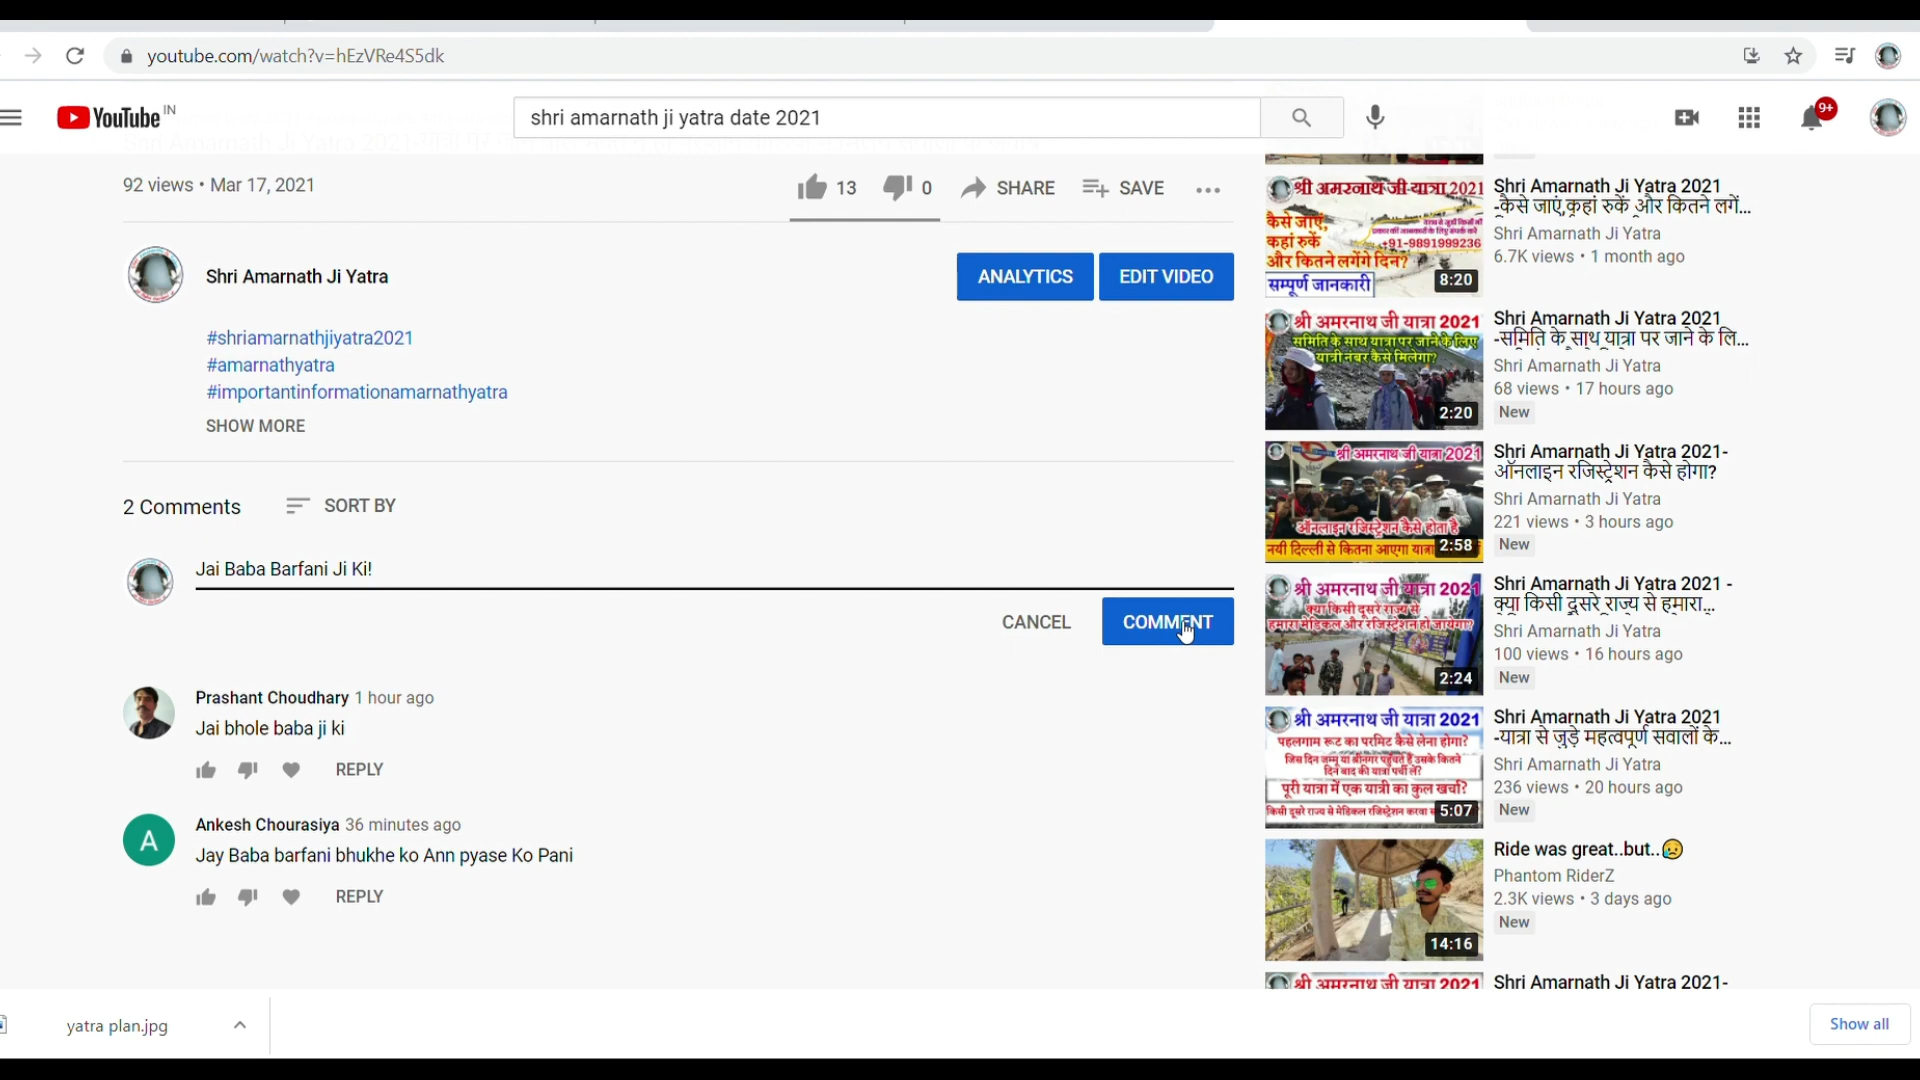 youtube.com/watch?v=hEzVRe4S5dk
YouTube IN
shri amarnath ji yatra date 2021
9+
92 views • Mar 17, 2021
13
0
SHARE
SAVE
Shri Amarnath Ji Yatra
ANALYTICS
EDIT VIDEO
#shriamarnathjiyatra2021
#amarnathyatra
#importantinformationamarnathyatra
SHOW MORE
2 Comments
SORT BY
Jai Baba Barfani Ji Ki!
CANCEL
COMMENT
Prashant Choudhary 1 hour ago
Jai bhole baba ji ki
REPLY
A
Ankesh Chourasiya 36 minutes ago
Jay Baba barfani bhukhe ko Ann pyase Ko Pani
REPLY
श्री अमरनाथ जी यात्रा 2021
कैसे जाएं,
कहां रुकें
+91-9891999236
और कितने लगेंगे दिन?
सम्पूर्ण जानकारी
8:20
Shri Amarnath Ji Yatra 2021
-कैसे जाएं,कहां रुकें और कितने लगें...
Shri Amarnath Ji Yatra
6.7K views • 1 month ago
श्री अमरनाथ जी यात्रा 2021
समिति के साथ यात्रा पर जाने के लिए
यात्री नंबर कैसे मिलेगा?
2:20
Shri Amarnath Ji Yatra 2021
-समिति के साथ यात्रा पर जाने के लि...
Shri Amarnath Ji Yatra
68 views • 17 hours ago
New
श्री अमरनाथ जी यात्रा 2021
ऑनलाइन रजिस्ट्रेशन कैसे होता है
नयी दिल्ली से कितना आएगा यात्रा
2:58
Shri Amarnath Ji Yatra 2021-
ऑनलाइन रजिस्ट्रेशन कैसे होगा?
Shri Amarnath Ji Yatra
221 views • 3 hours ago
New
श्री अमरनाथ जी यात्रा 2021
क्या किसी दूसरे राज्य से
हमारा मेडिकल और रजिस्ट्रेशन हो जायेगा?
2:24
Shri Amarnath Ji Yatra 2021 -
क्या किसी दूसरे राज्य से हमारा...
Shri Amarnath Ji Yatra
100 views • 16 hours ago
New
श्री अमरनाथ जी यात्रा 2021
पहलगाम रूट का परमिट कैसे लेना होगा?
जिस दिन जम्मू या श्रीनगर पहुंचते हैं उसके कितने
दिन बाद की यात्रा पर्ची लें?
पूरी यात्रा में एक यात्री का कुल खर्चा?
किसी दूसरे राज्य से मेडिकल रजिस्ट्रेशन करवा
5:07
Shri Amarnath Ji Yatra 2021
-यात्रा से जुड़े महत्वपूर्ण सवालों के...
Shri Amarnath Ji Yatra
236 views • 20 hours ago
New
14:16
Ride was great..but..😥
Phantom RiderZ
2.3K views • 3 days ago
New
श्री अमरनाथ जी यात्रा 2021
Shri Amarnath Ji Yatra 2021-
yatra plan.jpg
Show all